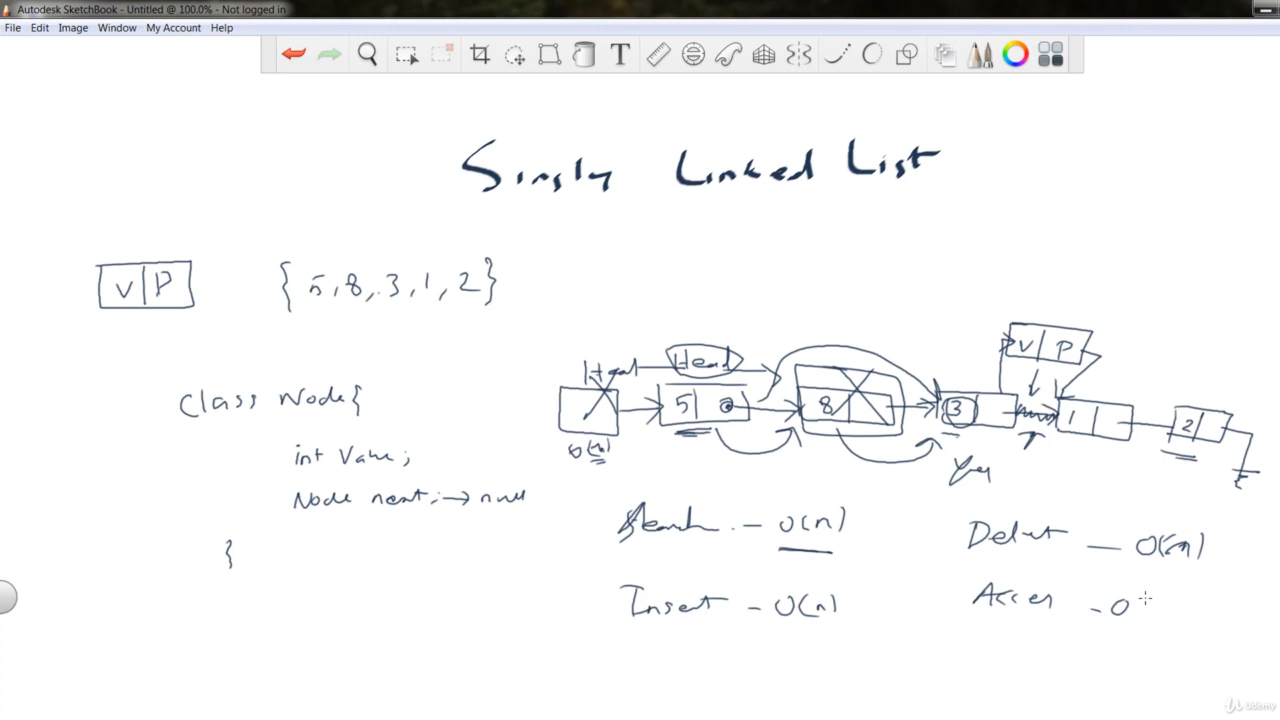 Autodesk SketchBook - Untitled @ 100.0% - Not logged in
File Edit Image Window My Account Help
T
Singly Linked List
V P
{ 5, 8, 3, 1, 2 }
Class Node {
int Value;
Node next; → null
}
Head Head
V P
5 8 3 1 2
O(n)
Search - O(n)
Delete - O(n)
Insert - O(n)
Acces - O
Udemy